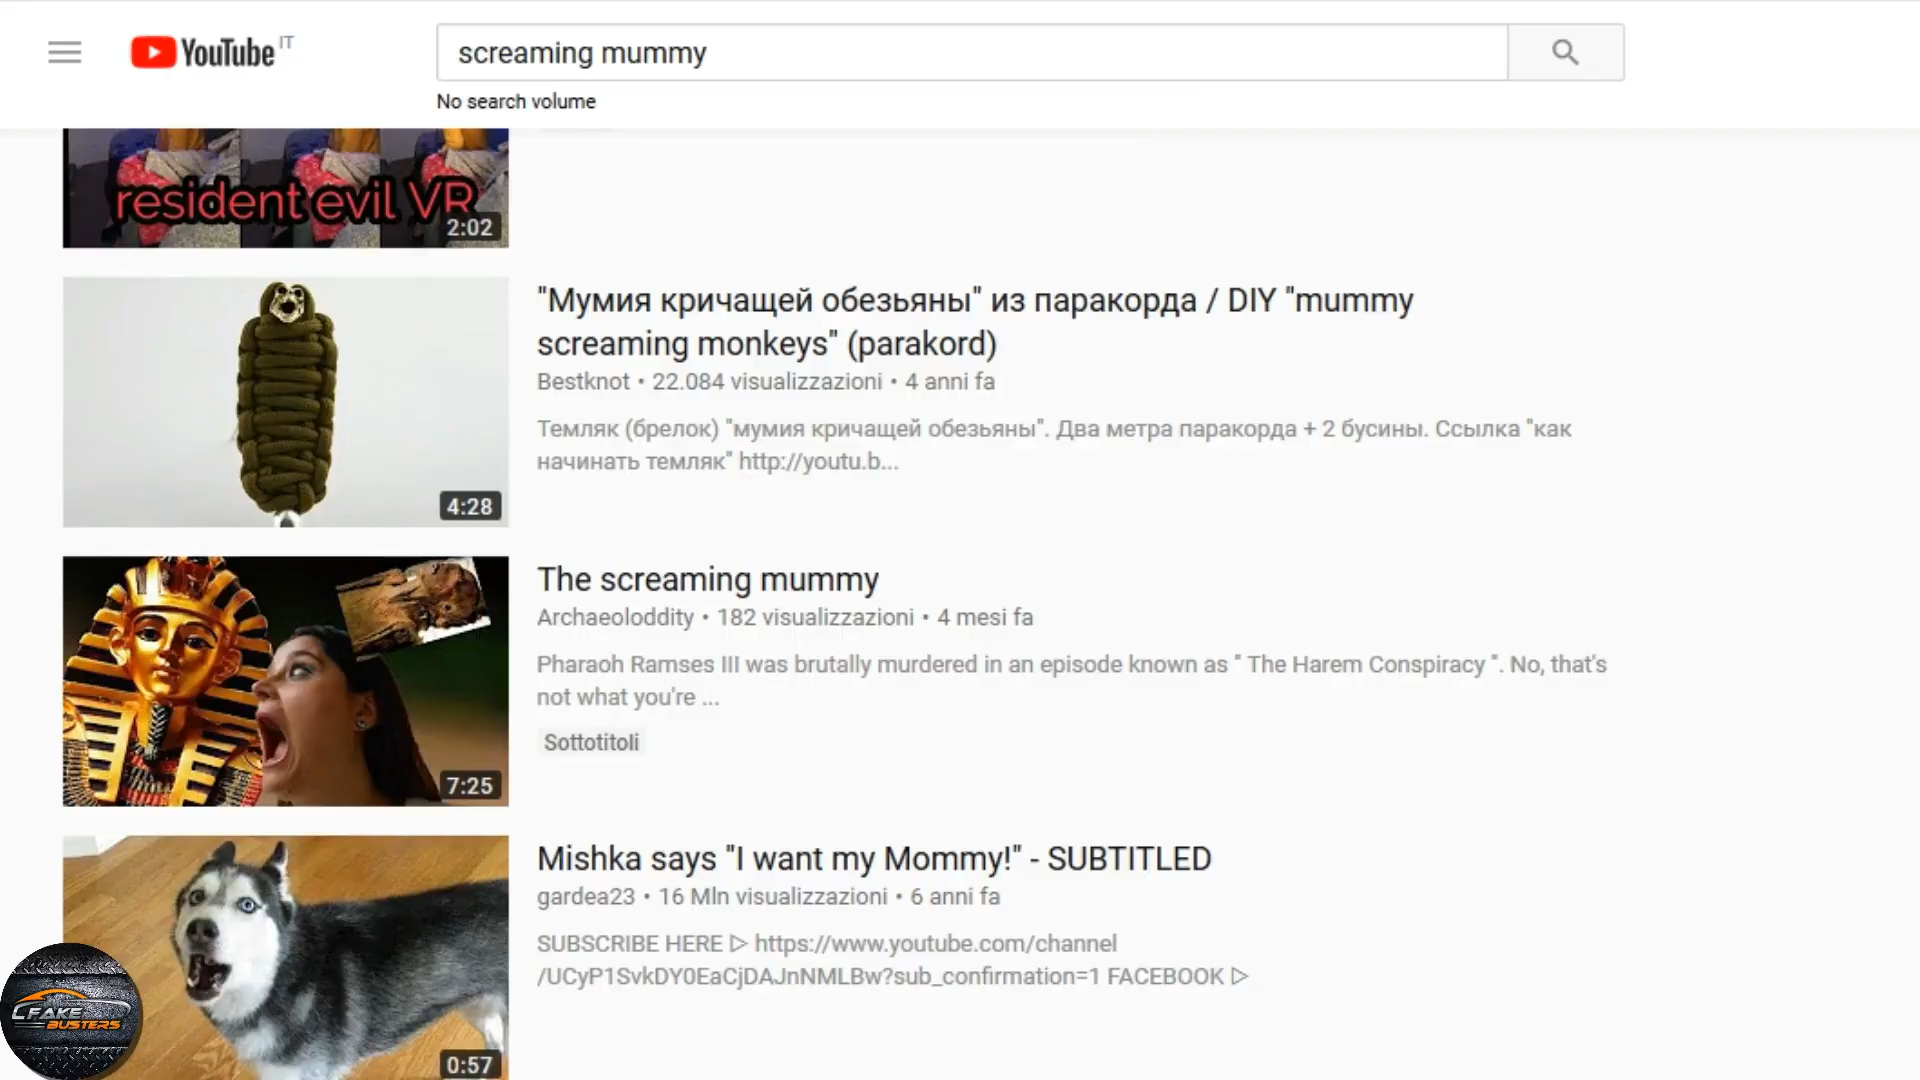 YouTube IT
screaming mummy
No search volume
resident evil VR
2:02
"Мумия кричащей обезьяны" из паракорда / DIY "mummy
screaming monkeys" (parakord)
Bestknot • 22.084 visualizzazioni • 4 anni fa
Темляк (брелок) "мумия кричащей обезьяны". Два метра паракорда + 2 бусины. Ссылка "как
начинать темляк" http://youtu.b...
4:28
The screaming mummy
Archaeoloddity • 182 visualizzazioni • 4 mesi fa
Pharaoh Ramses III was brutally murdered in an episode known as " The Harem Conspiracy ". No, that's
not what you're ...
Sottotitoli
7:25
Mishka says "I want my Mommy!" - SUBTITLED
gardea23 • 16 Mln visualizzazioni • 6 anni fa
SUBSCRIBE HERE ▷ https://www.youtube.com/channel
/UCyP1SvkDY0EaCjDAJnNMLBw?sub_confirmation=1 FACEBOOK ▷
0:57
FAKE
BUSTERS